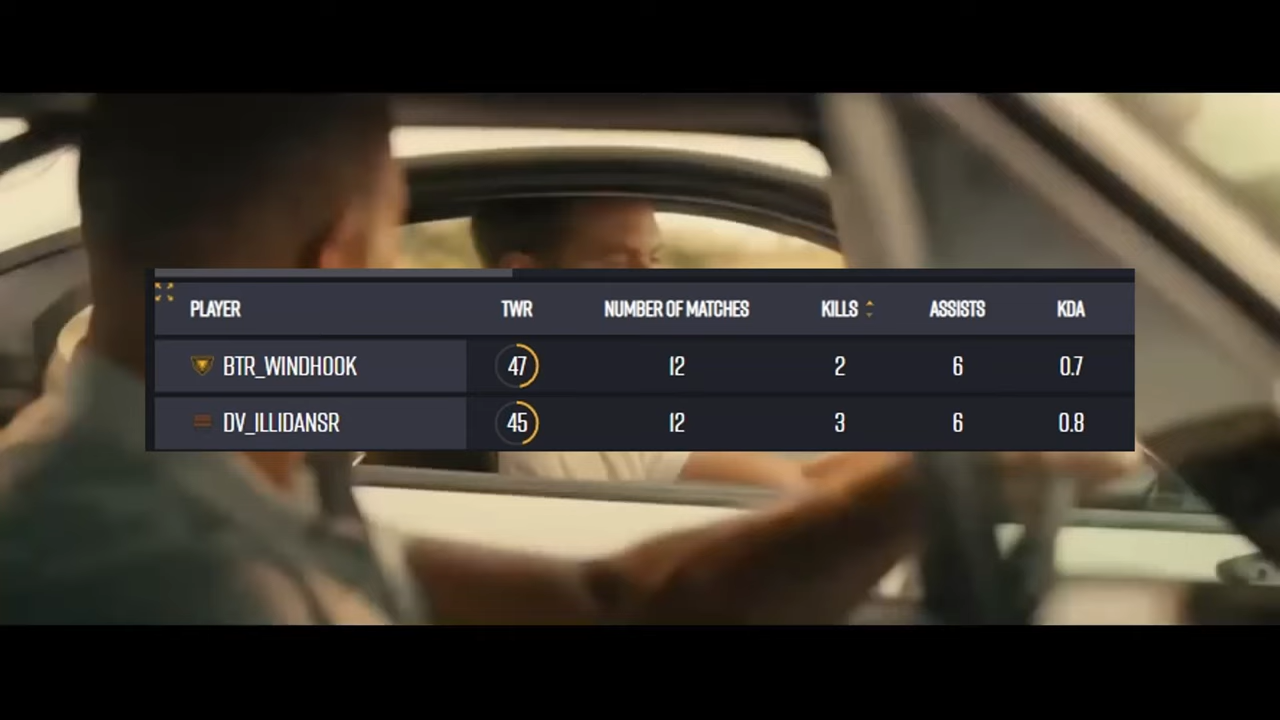 PLAYER TWR NUMBER OF MATCHES KILLS ASSISTS KDA
BTR_WINDHOOK 47 12 2 6 0.7
DV_ILLIDANSR 45 12 3 6 0.8